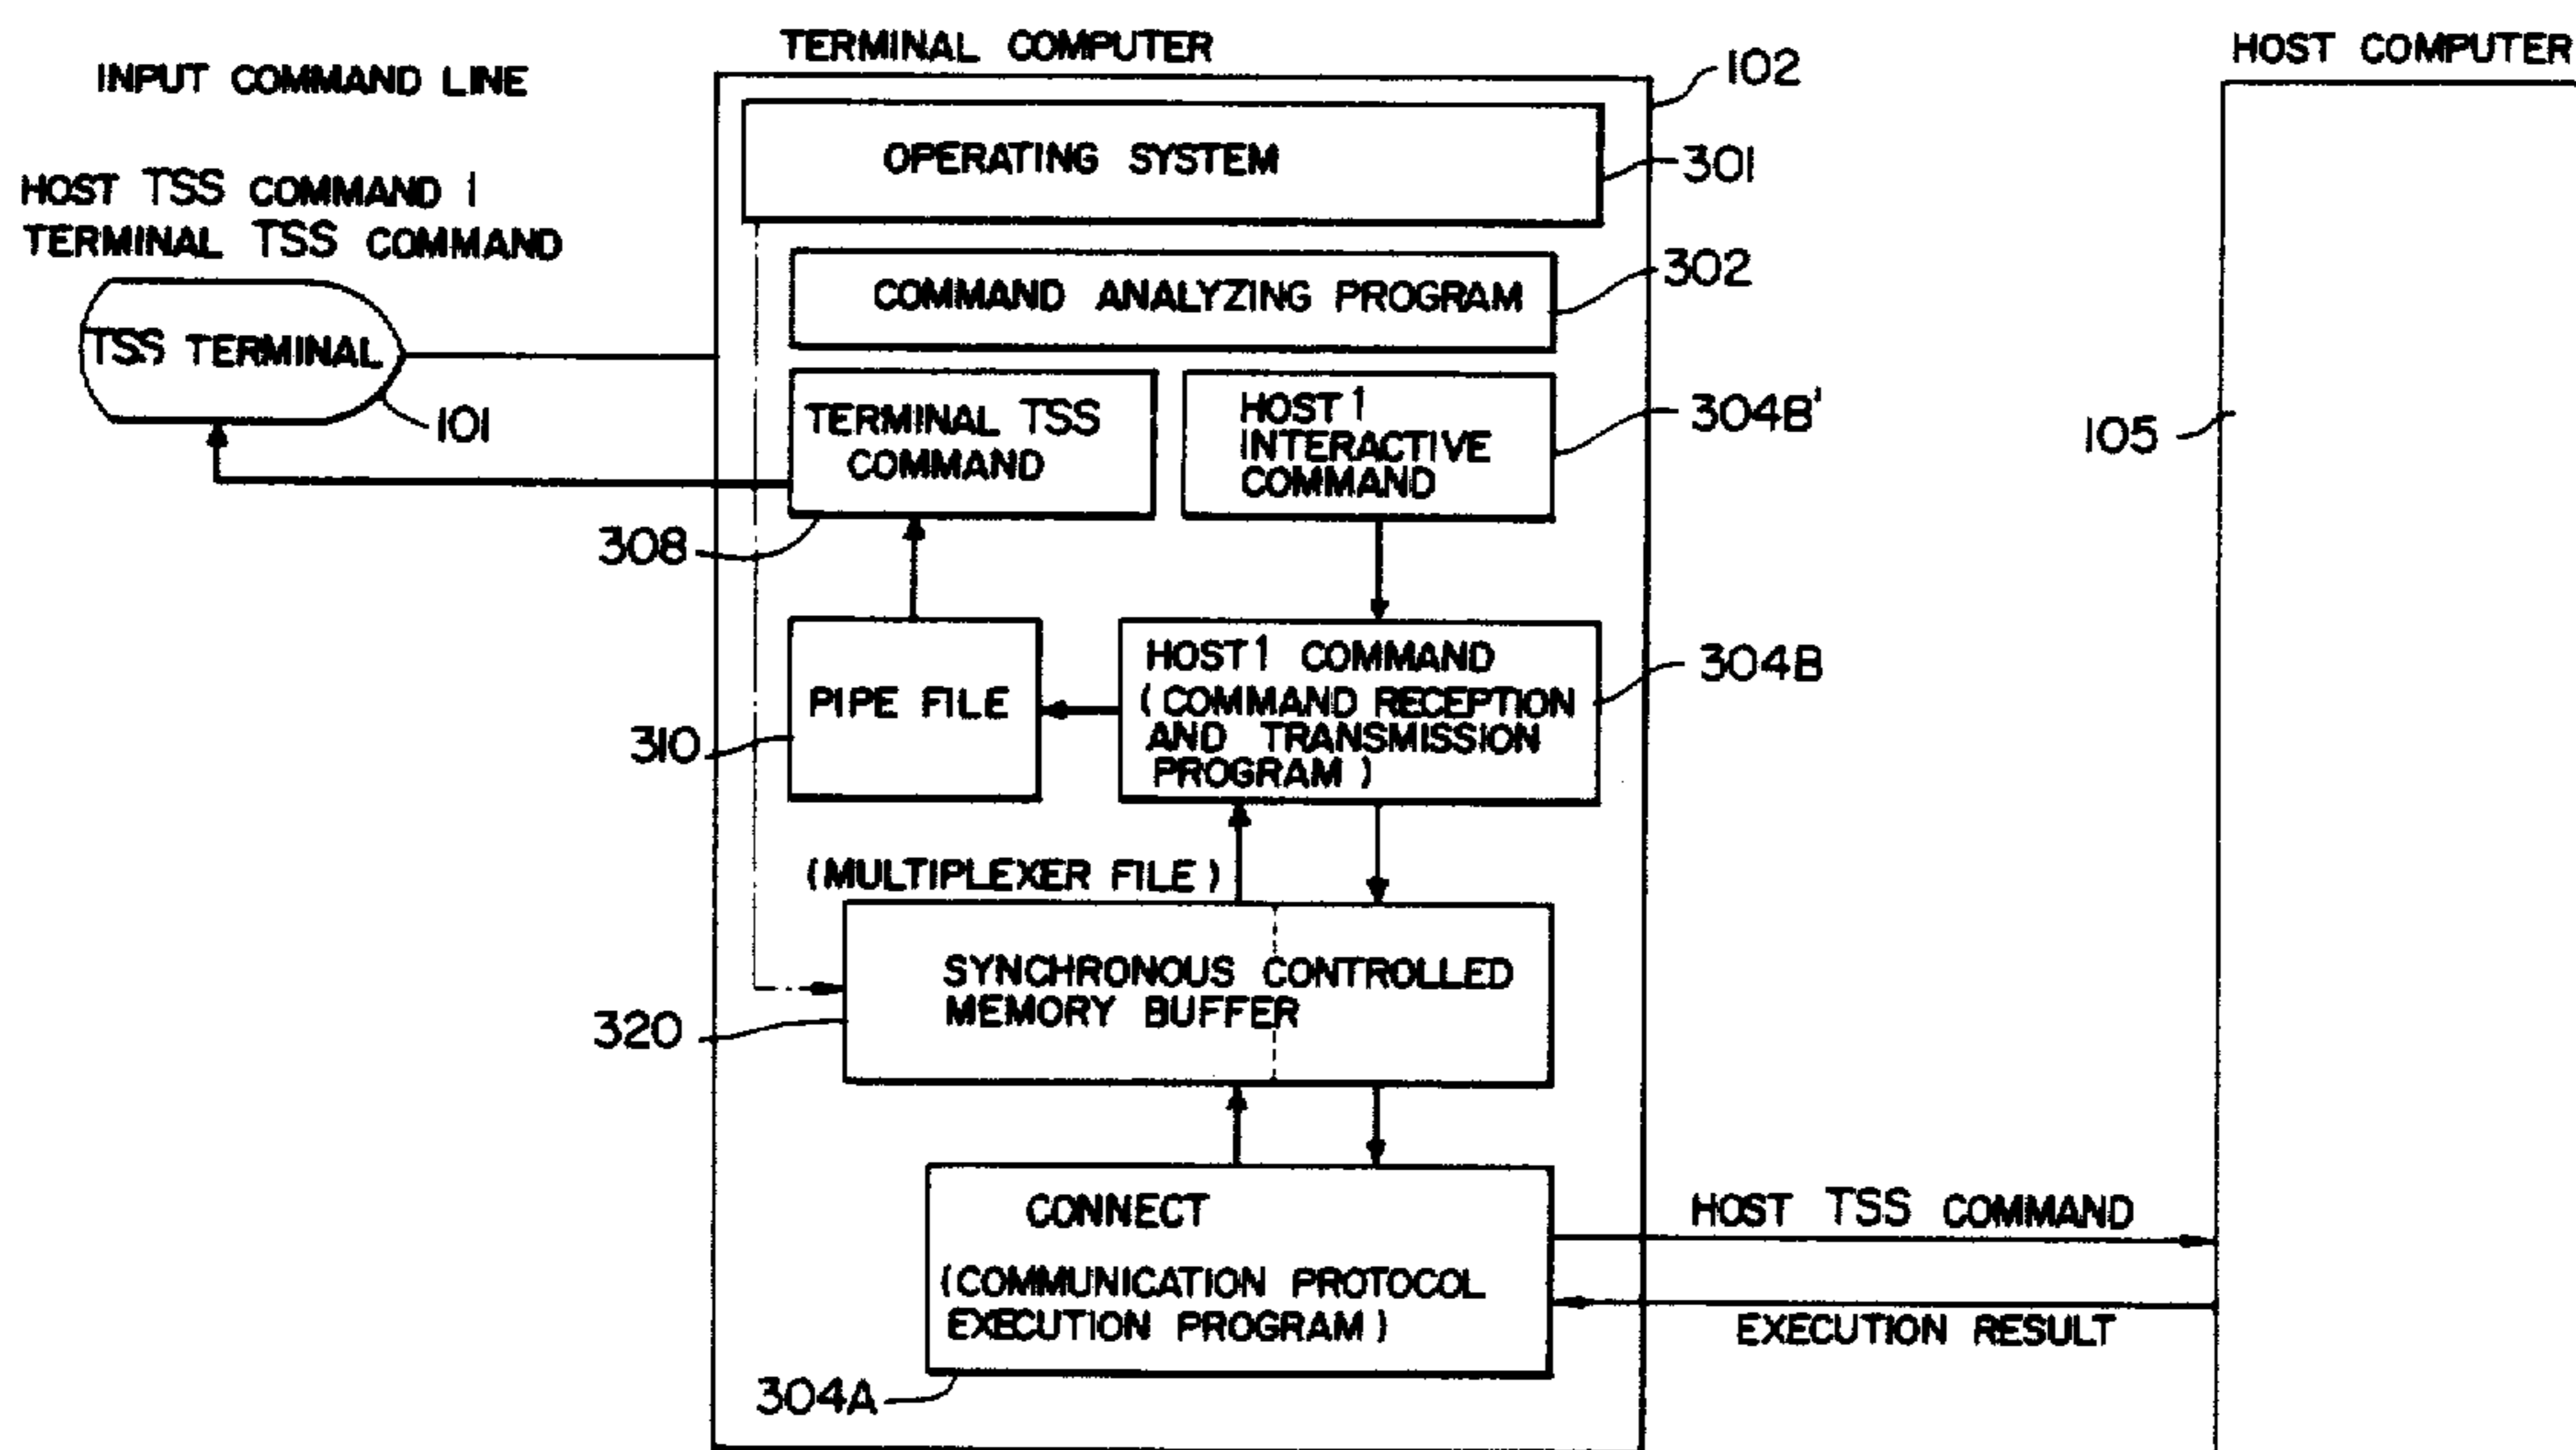 TERMINAL COMPUTER
HOST COMPUTER
INPUT COMMAND LINE
102
OPERATING SYSTEM
301
HOST TSS COMMAND 1
TERMINAL TSS COMMAND
COMMAND ANALYZING PROGRAM
302
TSS TERMINAL
101
TERMINAL TSS
COMMAND
HOST 1
INTERACTIVE
COMMAND
304B'
105
308
PIPE FILE
310
HOST 1 COMMAND
(COMMAND RECEPTION
AND TRANSMISSION
PROGRAM)
304B
(MULTIPLEXER FILE)
SYNCHRONOUS CONTROLLED
MEMORY BUFFER
320
CONNECT
(COMMUNICATION PROTOCOL
EXECUTION PROGRAM)
304A
HOST TSS COMMAND
EXECUTION RESULT